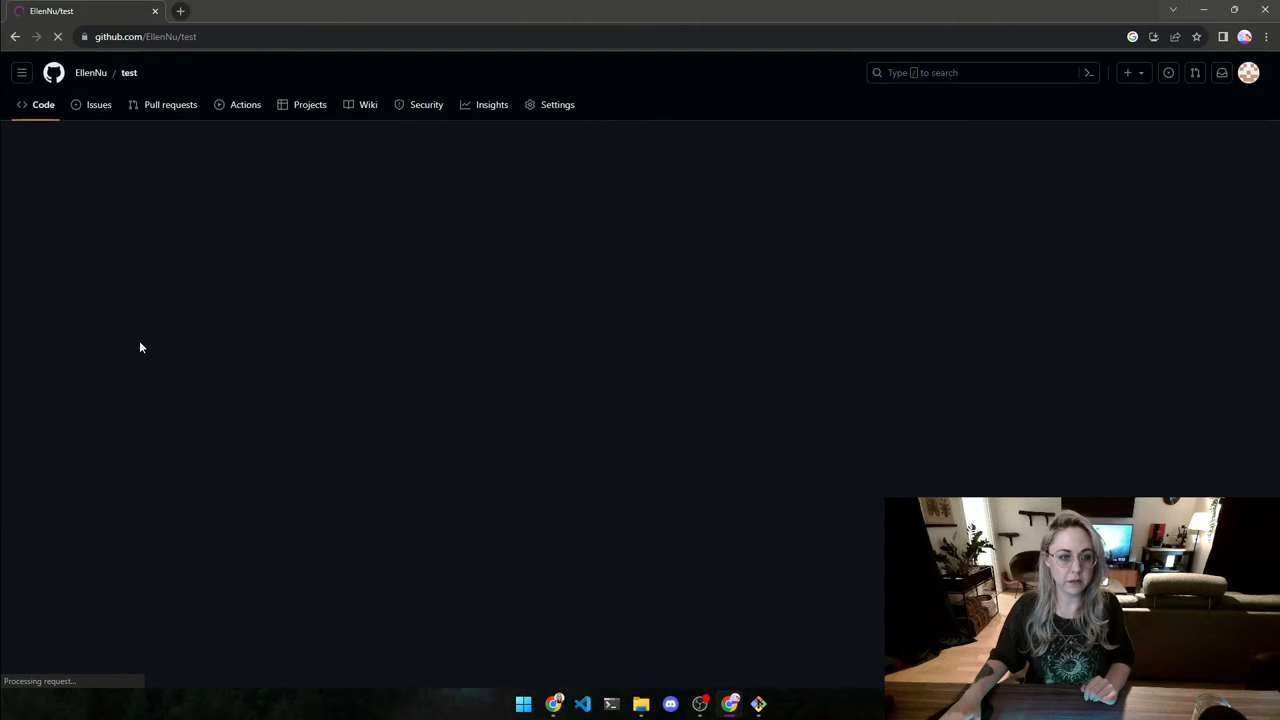 EllenNu/test
github.com/EllenNu/test
EllenNu / test
Type / to search
Code
Issues
Pull requests
Actions
Projects
Wiki
Security
Insights
Settings
Processing request...